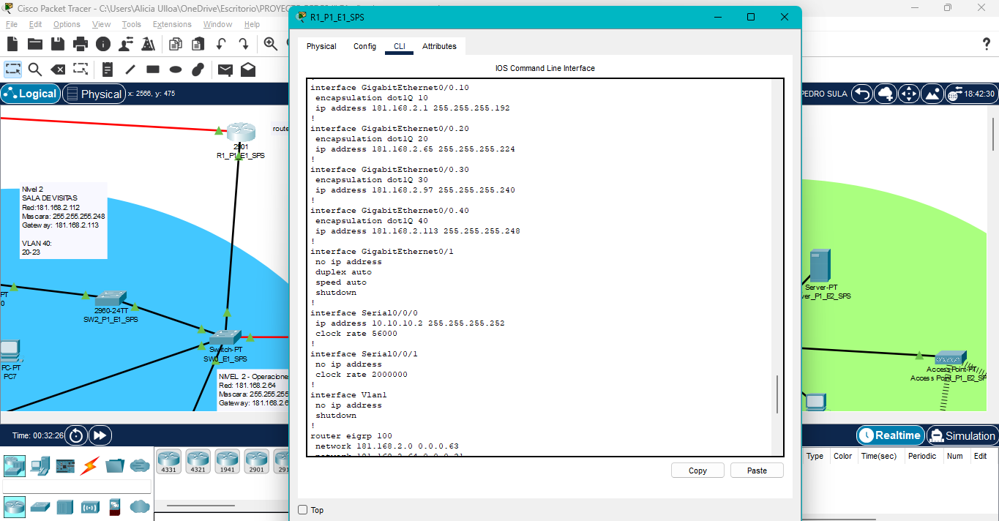 Cisco Packet Tracer - C:\Users\Alicia Ulloa\OneDrive\Escritorio\PROYEC
File Edit Options View Tools Extensions Window Help
Logical
Physical
x: 2566, y: 475
PEDRO SULA
18:42:30
2901
R1_P1_E1_SPS
route
Nivel 2
SALA DE VISITAS
Red:181.168.2.112
Mascara: 255.255.255.248
Gateway: 181.168.2.113
VLAN 40:
20-23
PT
0
2960-24TT
SW2_P1_E1_SPS
PC-PT
PC7
Switch-PT
SW0_E1_SPS
NIVEL 2 - Operacione
Red: 181.168.2.64
Mascara: 255.255.255
Gateway: 181.168.2.6
R1_P1_E1_SPS
Physical Config CLI Attributes
IOS Command Line Interface
!
interface GigabitEthernet0/0.10
encapsulation dot1Q 10
ip address 181.168.2.1 255.255.255.192
!
interface GigabitEthernet0/0.20
encapsulation dot1Q 20
ip address 181.168.2.65 255.255.255.224
!
interface GigabitEthernet0/0.30
encapsulation dot1Q 30
ip address 181.168.2.97 255.255.255.240
!
interface GigabitEthernet0/0.40
encapsulation dot1Q 40
ip address 181.168.2.113 255.255.255.248
!
interface GigabitEthernet0/1
no ip address
duplex auto
speed auto
shutdown
!
interface Serial0/0/0
ip address 10.10.10.2 255.255.255.252
clock rate 56000
!
interface Serial0/0/1
no ip address
clock rate 2000000
!
interface Vlan1
no ip address
shutdown
!
router eigrp 100
network 181.168.2.0 0.0.0.63
Copy
Paste
Top
Server-PT
ver_P1_E2_SPS
Access Point-PT
Access Point_P1_E2_SP
Time: 00:32:26
Realtime
Simulation
4331
4321
1941
2901
291
Type Color Time(sec) Periodic Num Edit